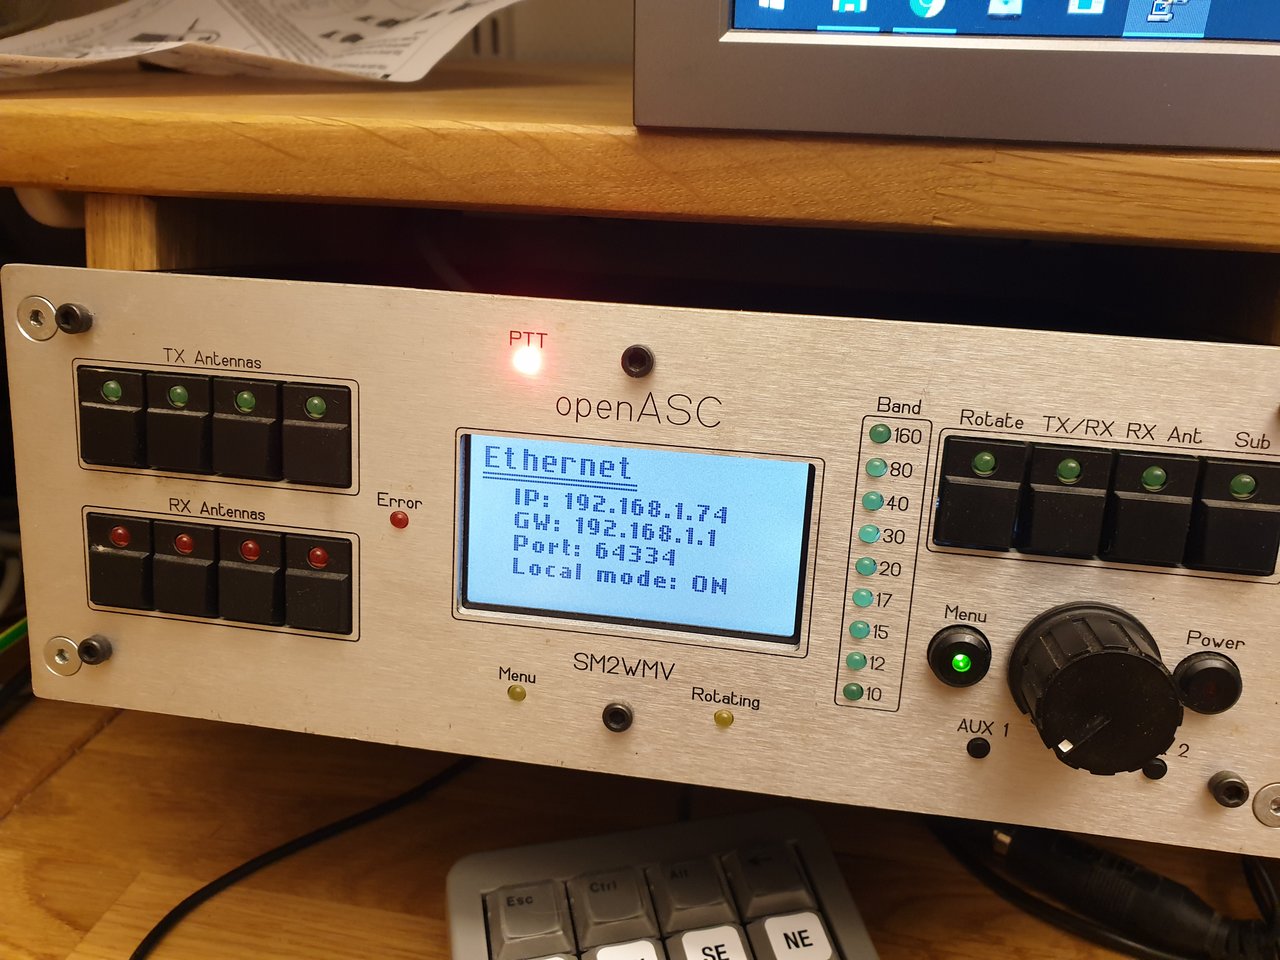 PTT
TX Antennas
openASC
Band
160
80
40
30
20
17
15
12
10
Rotate
TX/RX
RX Ant
Sub
Ethernet
IP: 192.168.1.74
GW: 192.168.1.1
Port: 64334
Local mode: ON
RX Antennas
Error
SM2WMV
Menu
Rotating
Menu
Power
AUX 1
2
Esc
Ctrl
Alt
SE
NE